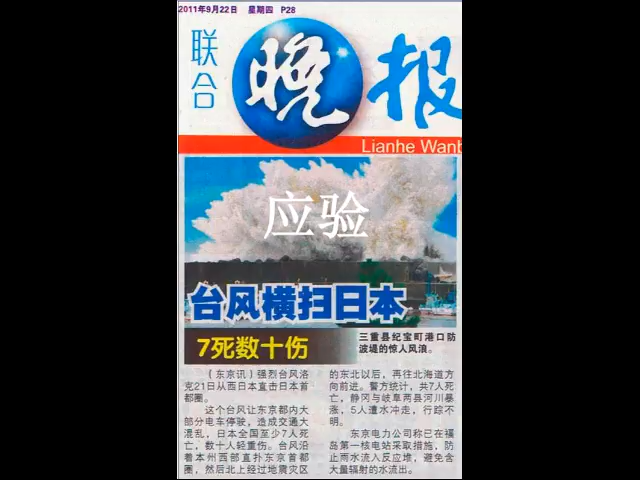 2011年9月22日 星期四 P28
联合
晚报
Lianhe Wanb
应验
台风横扫日本
7死数十伤
三重县纪宝町港口防
波堤的惊人风浪。
（东京讯）强烈台风洛
克21日从西日本直击日本首
都圈。
这个台风让东京都内大
部分电车停驶，造成交通大
混乱，日本全国至少7人死
亡，数十人轻重伤。台风沿
着本州西部直扑东京首都
圈，然后北上经过地震灾区
的东北以后，再往北海道方
向前进。警方统计，共7人死
亡，静冈与岐阜两县河川暴
涨，5人遭水冲走，行踪不
明。
东京电力公司称已在福
岛第一核电站采取措施，防
止雨水流入反应堆，避免含
大量辐射的水流出。